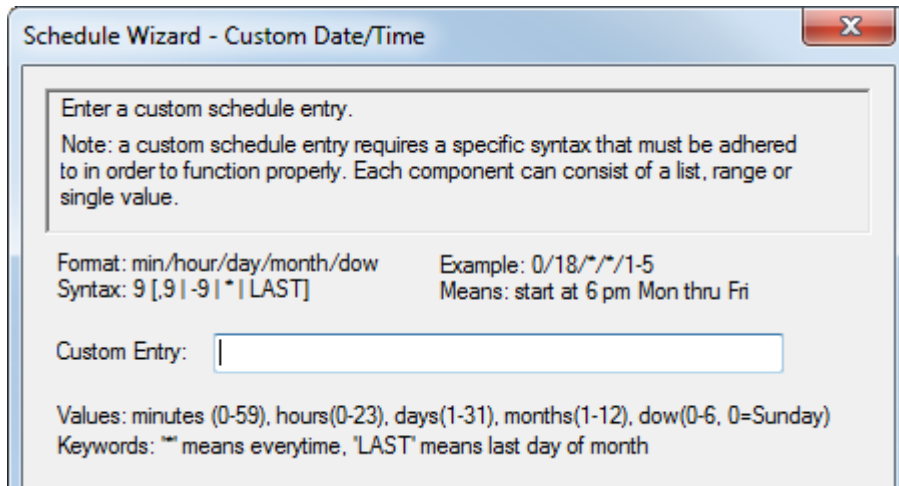 Schedule Wizard - Custom Date/Time
Enter a custom schedule entry.
Note: a custom schedule entry requires a specific syntax that must be adhered
to in order to function properly. Each component can consist of a list, range or
single value.
Format: min/hour/day/month/dow
Syntax: 9 [,9 | -9 | * | LAST]
Example: 0/18/*/*/1-5
Means: start at 6 pm Mon thru Fri
Custom Entry:
Values: minutes (0-59), hours(0-23), days(1-31), months(1-12), dow(0-6, 0=Sunday)
Keywords: '*' means everytime, 'LAST' means last day of month